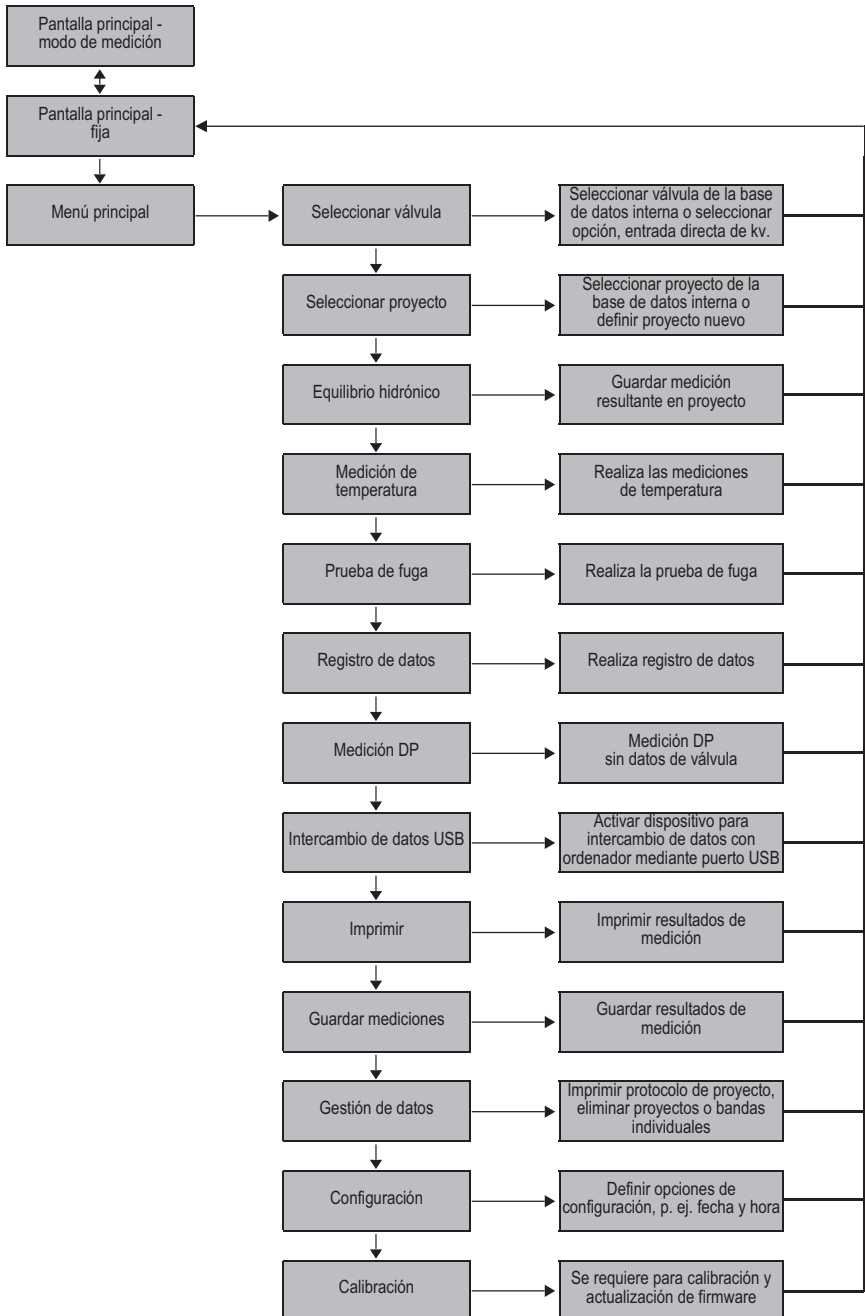 Pantalla principal -
modo de medición
Pantalla principal -
fija
Menú principal
Seleccionar válvula
Seleccionar válvula de la base
de datos interna o seleccionar
opción, entrada directa de kv.
Seleccionar proyecto
Seleccionar proyecto de la
base de datos interna o
definir proyecto nuevo
Equilibrio hidrónico
Guardar medición
resultante en proyecto
Medición de
temperatura
Realiza las mediciones
de temperatura
Prueba de fuga
Realiza la prueba de fuga
Registro de datos
Realiza registro de datos
Medición DP
Medición DP
sin datos de válvula
Intercambio de datos USB
Activar dispositivo para
intercambio de datos con
ordenador mediante puerto USB
Imprimir
Imprimir resultados de
medición
Guardar mediciones
Guardar resultados de
medición
Gestión de datos
Imprimir protocolo de proyecto,
eliminar proyectos o bandas
individuales
Configuración
Definir opciones de
configuración, p. ej. fecha y hora
Calibración
Se requiere para calibración y
actualización de firmware